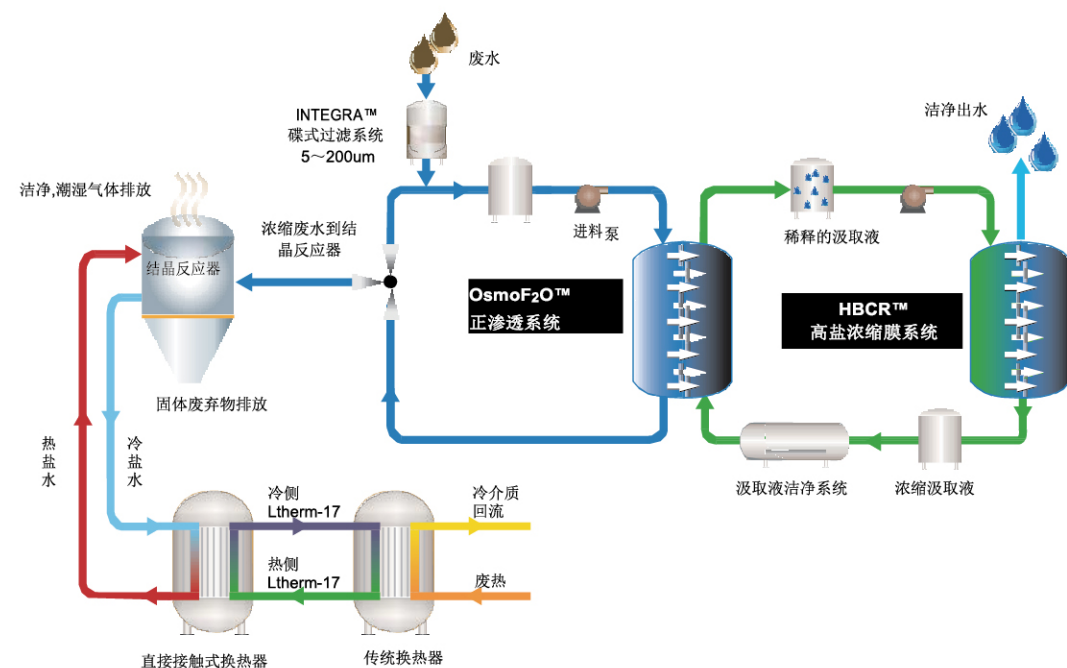 废水
INTEGRA™
碟式过滤系统
5～200um
洁净出水
洁净,潮湿气体排放
浓缩废水到结
晶反应器
进料泵
稀释的汲取液
结晶反应器
OsmoF₂O™
正渗透系统
HBCR™
高盐浓缩膜系统
固体废弃物排放
热盐水
冷盐水
汲取液洁净系统
浓缩汲取液
冷侧
Ltherm-17
冷介质
回流
热侧
Ltherm-17
废热
直接接触式换热器
传统换热器